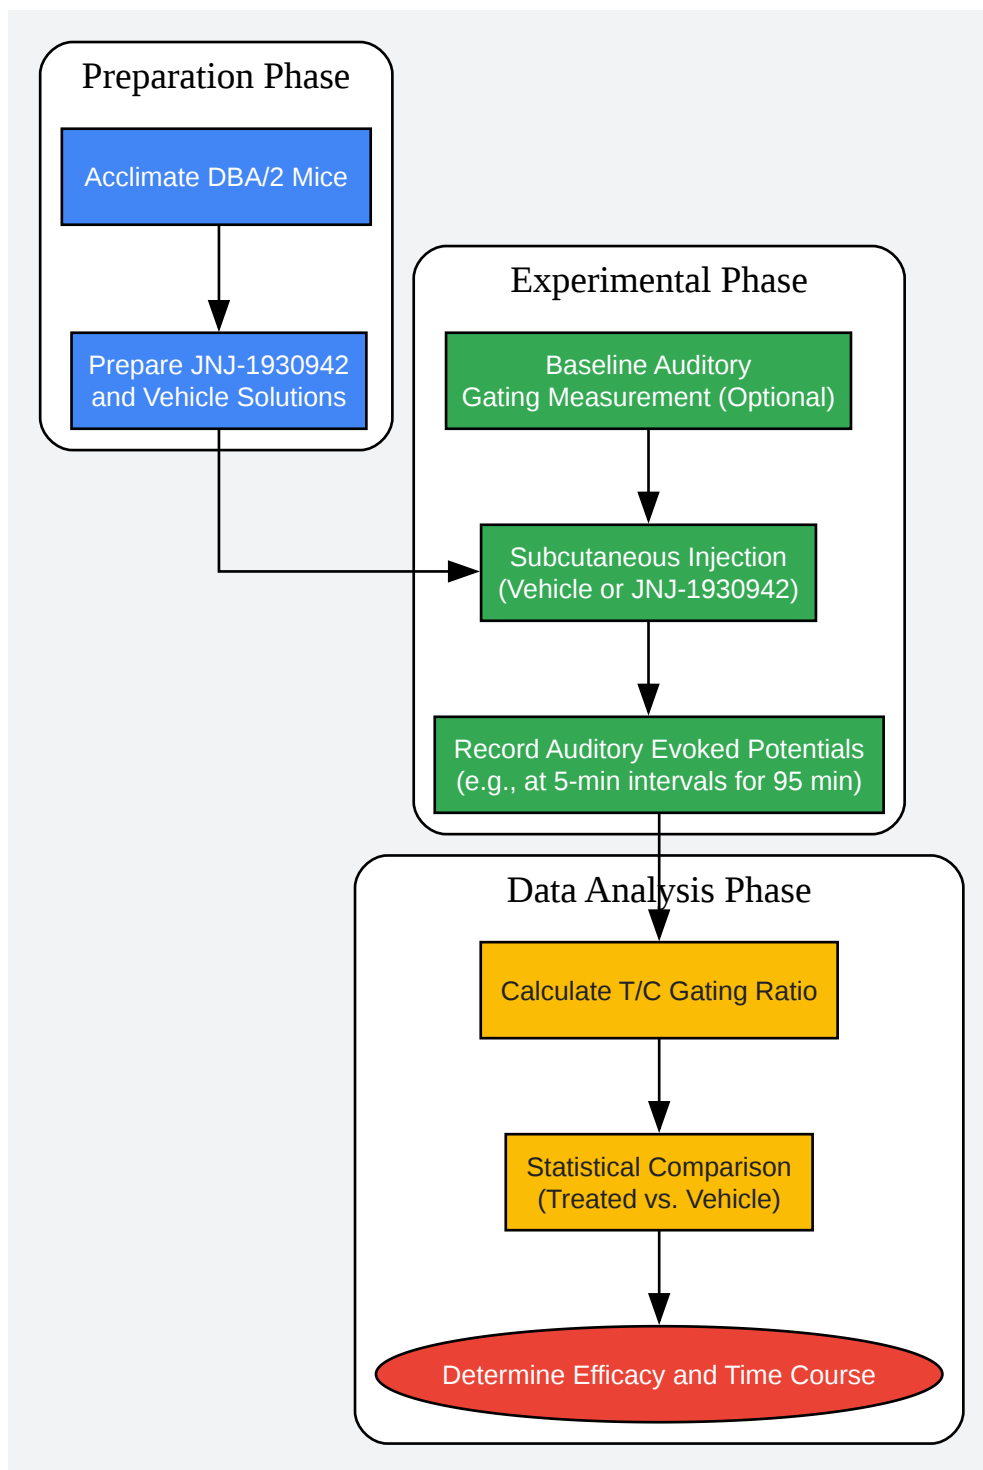 Preparation Phase
Acclimate DBA/2 Mice
Prepare JNJ-1930942
and Vehicle Solutions
Experimental Phase
Baseline Auditory
Gating Measurement (Optional)
Subcutaneous Injection
(Vehicle or JNJ-1930942)
Record Auditory Evoked Potentials
(e.g., at 5-min intervals for 95 min)
Data Analysis Phase
Calculate T/C Gating Ratio
Statistical Comparison
(Treated vs. Vehicle)
Determine Efficacy and Time Course